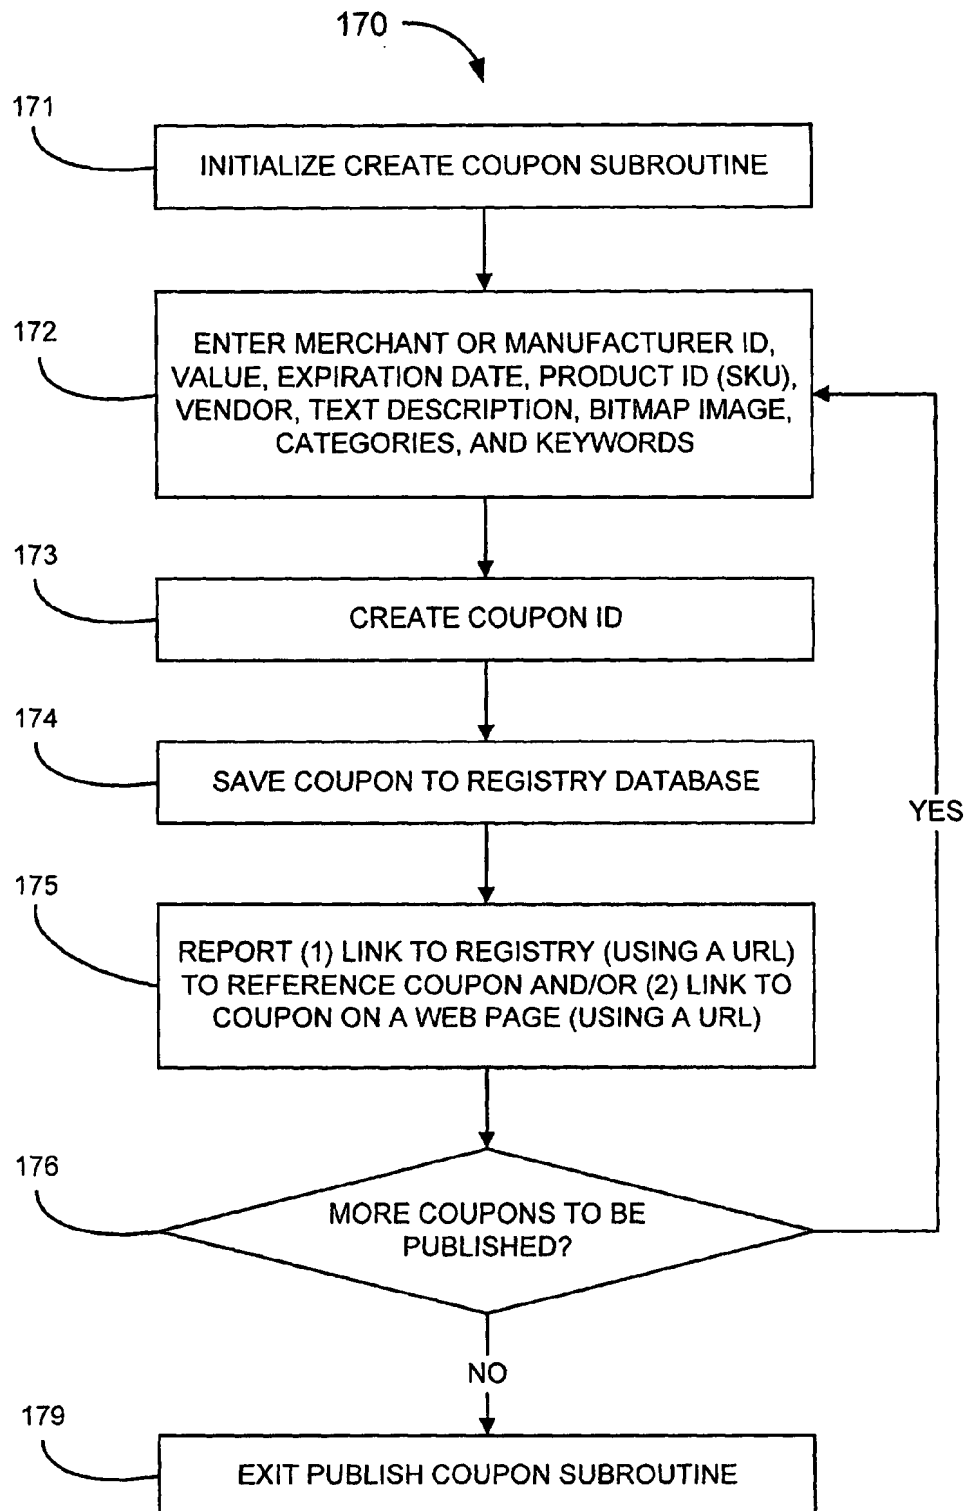 170
171
INITIALIZE CREATE COUPON SUBROUTINE
172
ENTER MERCHANT OR MANUFACTURER ID,
VALUE, EXPIRATION DATE, PRODUCT ID (SKU),
VENDOR, TEXT DESCRIPTION, BITMAP IMAGE,
CATEGORIES, AND KEYWORDS
173
CREATE COUPON ID
174
SAVE COUPON TO REGISTRY DATABASE
YES
175
REPORT (1) LINK TO REGISTRY (USING A URL)
TO REFERENCE COUPON AND/OR (2) LINK TO
COUPON ON A WEB PAGE (USING A URL)
176
MORE COUPONS TO BE
PUBLISHED?
NO
179
EXIT PUBLISH COUPON SUBROUTINE